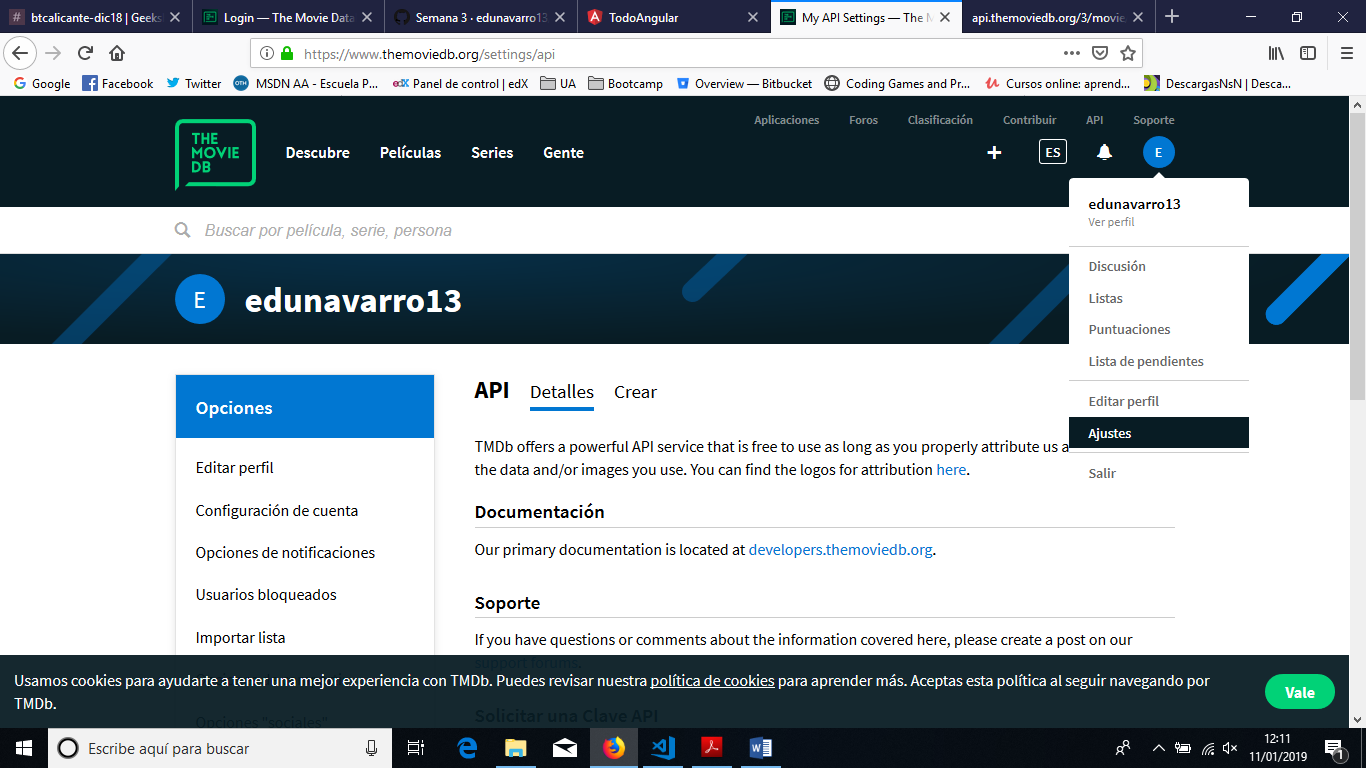 btcalicante-dic18 | Geeks
Login — The Movie Data
Semana 3 · edunavarro13
TodoAngular
My API Settings — The M
api.themoviedb.org/3/movie
https://www.themoviedb.org/settings/api
Google
Facebook
Twitter
MSDN AA - Escuela P...
edX Panel de control | edX
UA
Bootcamp
Overview — Bitbucket
Coding Games and Pr...
Cursos online: aprend...
DescargasNsN | Desca...
Aplicaciones
Foros
Clasificación
Contribuir
API
Soporte
THE
MOVIE
DB
Descubre
Películas
Series
Gente
ES
E
edunavarro13
Ver perfil
Buscar por película, serie, persona
Discusión
Listas
Puntuaciones
Lista de pendientes
Editar perfil
Ajustes
Salir
E
edunavarro13
Opciones
Editar perfil
Configuración de cuenta
Opciones de notificaciones
Usuarios bloqueados
Importar lista
Opciones "sociales"
API
Detalles
Crear
TMDb offers a powerful API service that is free to use as long as you properly attribute us a
the data and/or images you use. You can find the logos for attribution here.
Documentación
Our primary documentation is located at developers.themoviedb.org.
Soporte
If you have questions or comments about the information covered here, please create a post on our
support forums.
Solicitar una Clave API
Usamos cookies para ayudarte a tener una mejor experiencia con TMDb. Puedes revisar nuestra política de cookies para aprender más. Aceptas esta política al seguir navegando por
TMDb.
Vale
Escribe aquí para buscar
12:11
11/01/2019
1